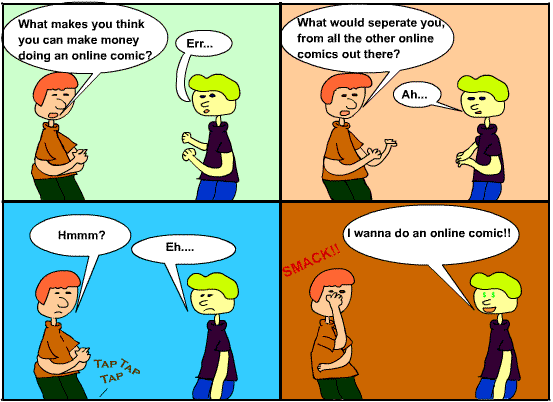 What makes you think
you can make money
doing an online comic?
Err...
What would seperate you,
from all the other online
comics out there?
Ah...
Hmmm?
Eh....
TAP TAP
TAP
I wanna do an online comic!!
SMACK!!
$ $